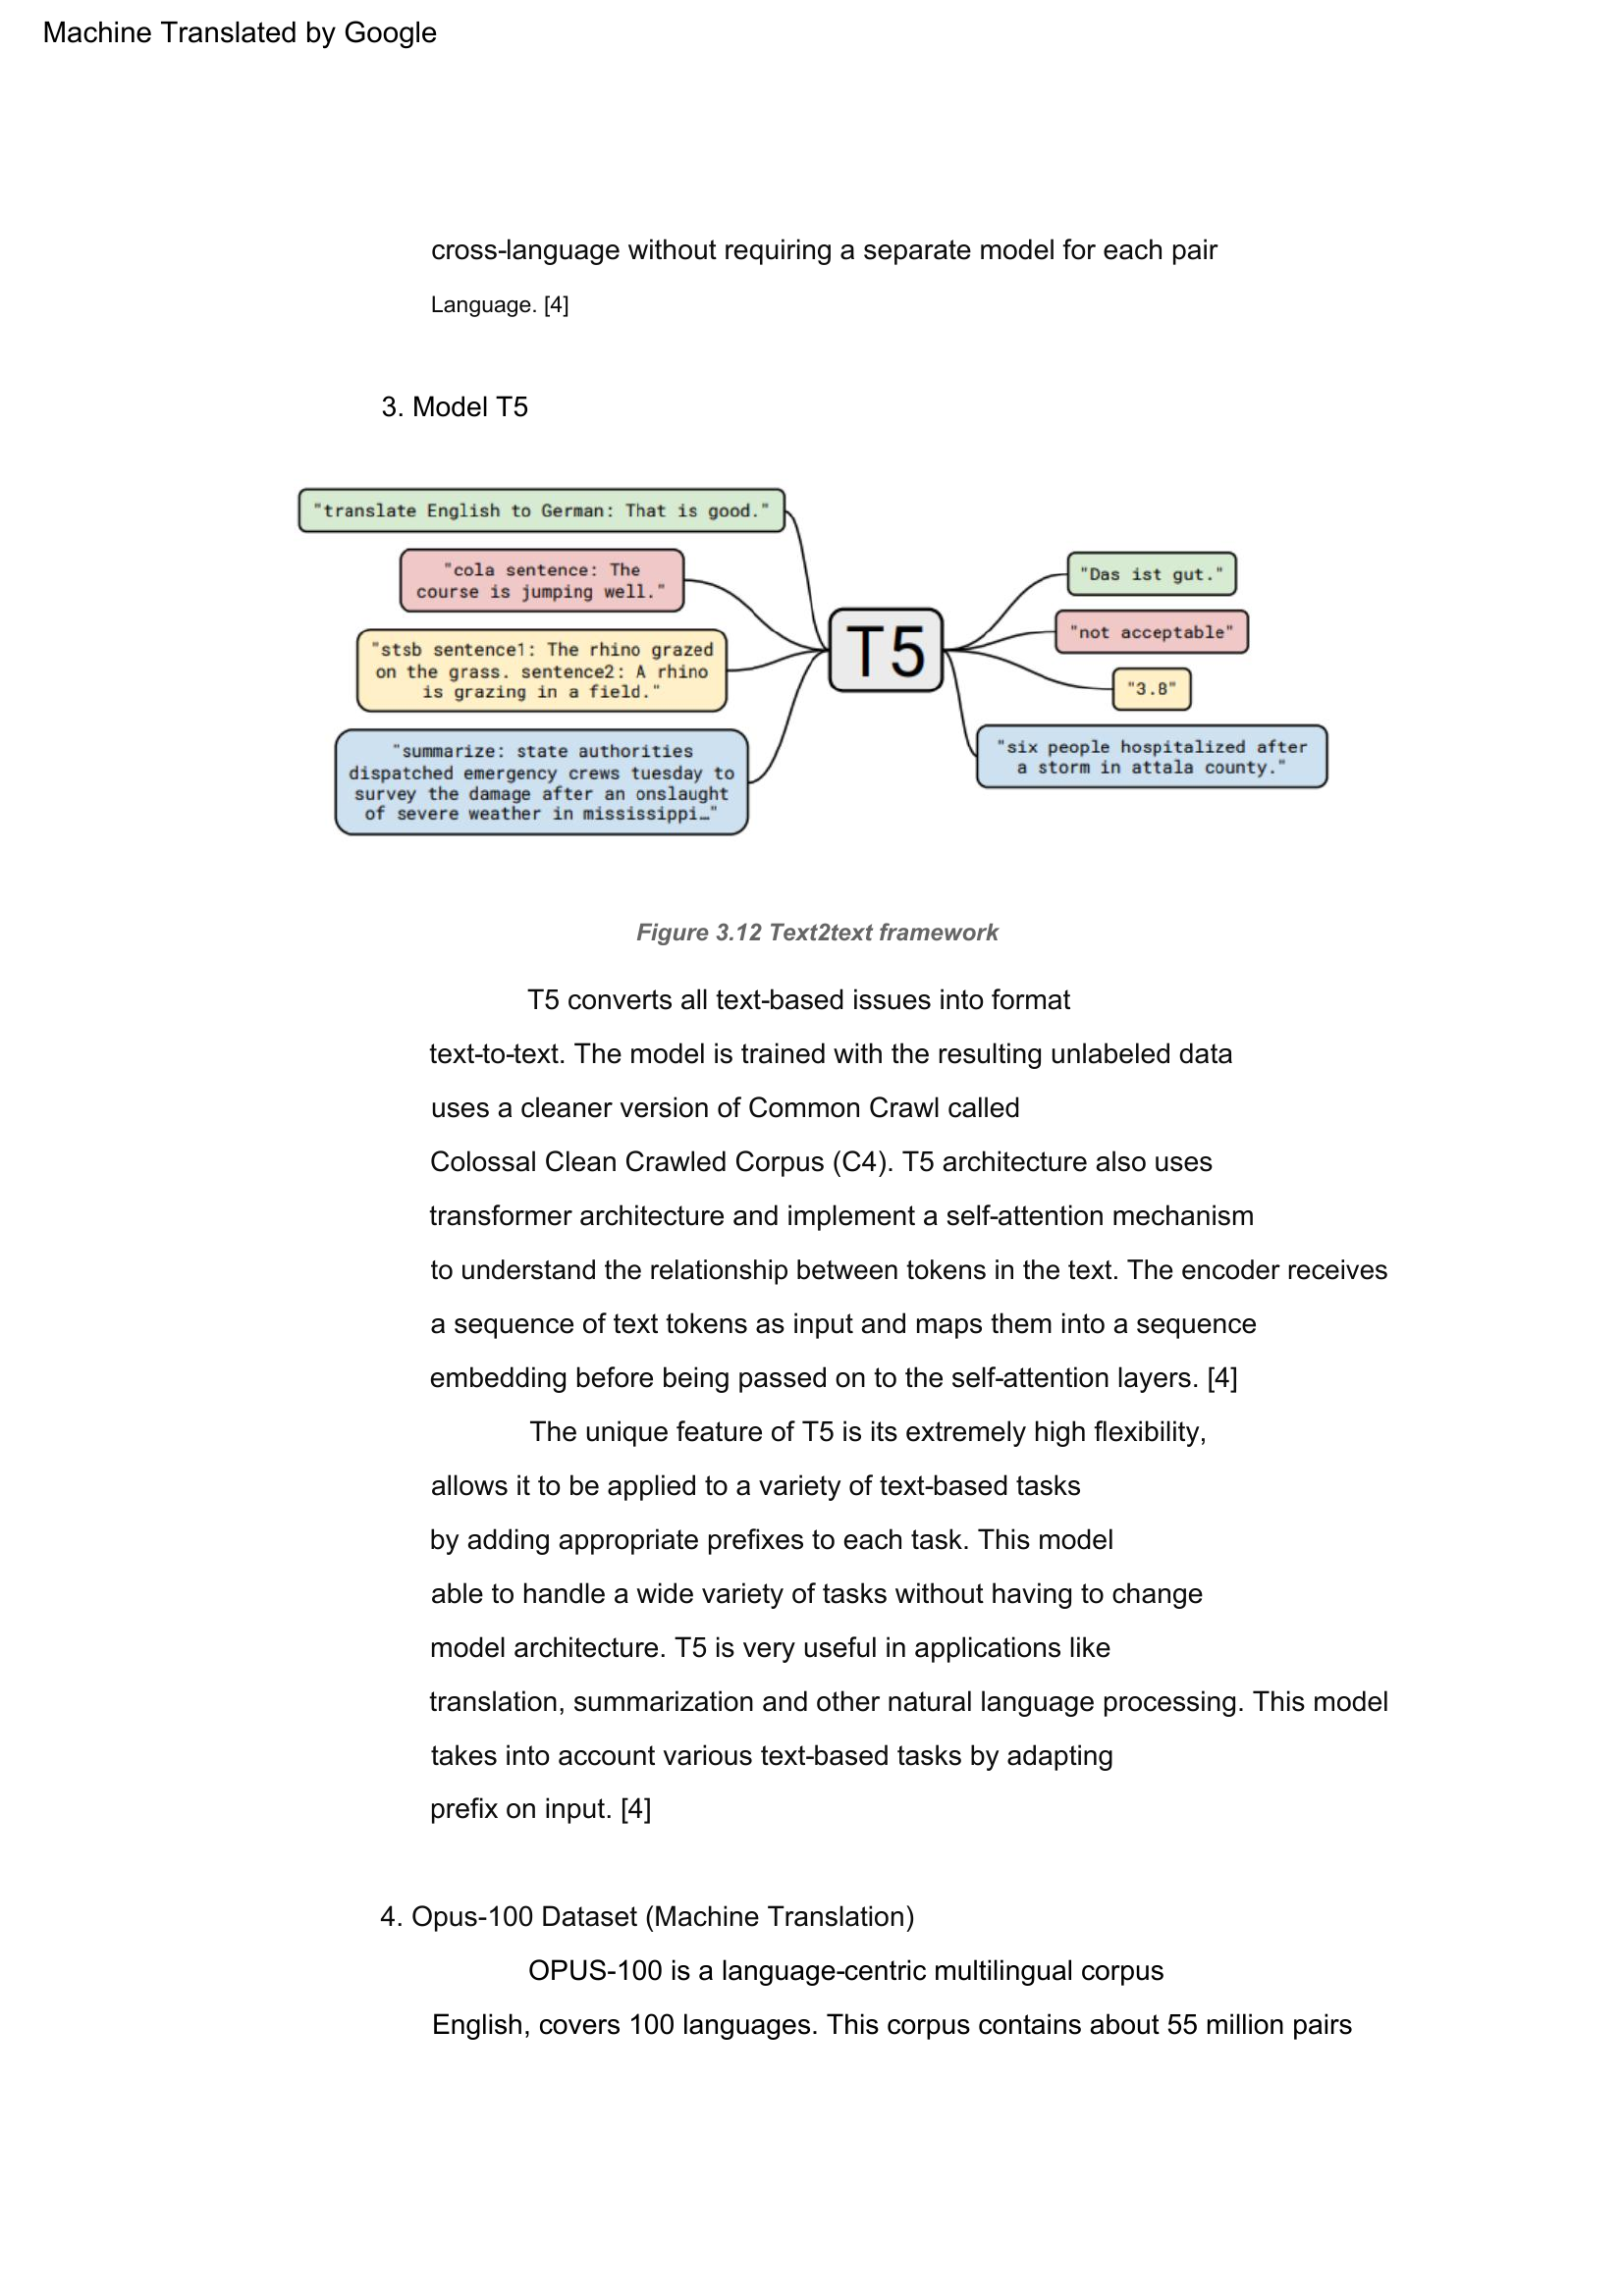 Machine Translated by Google
cross-language without requiring a separate model for each pair
Language. [4]
3. Model T5
"translate English to German: That is good."
"cola sentence: The
course is jumping well."
"stsb sentence1: The rhino grazed
on the grass. sentence2: A rhino
is grazing in a field."
"summarize: state authorities
dispatched emergency crews tuesday to
survey the damage after an onslaught
of severe weather in mississippi…"
T5
"Das ist gut."
"not acceptable"
"3.8"
"six people hospitalized after
a storm in attala county."
Figure 3.12 Text2text framework
T5 converts all text-based issues into format
text-to-text. The model is trained with the resulting unlabeled data
uses a cleaner version of Common Crawl called
Colossal Clean Crawled Corpus (C4). T5 architecture also uses
transformer architecture and implement a self-attention mechanism
to understand the relationship between tokens in the text. The encoder receives
a sequence of text tokens as input and maps them into a sequence
embedding before being passed on to the self-attention layers. [4]
The unique feature of T5 is its extremely high flexibility,
allows it to be applied to a variety of text-based tasks
by adding appropriate prefixes to each task. This model
able to handle a wide variety of tasks without having to change
model architecture. T5 is very useful in applications like
translation, summarization and other natural language processing. This model
takes into account various text-based tasks by adapting
prefix on input. [4]
4. Opus-100 Dataset (Machine Translation)
OPUS-100 is a language-centric multilingual corpus
English, covers 100 languages. This corpus contains about 55 million pairs